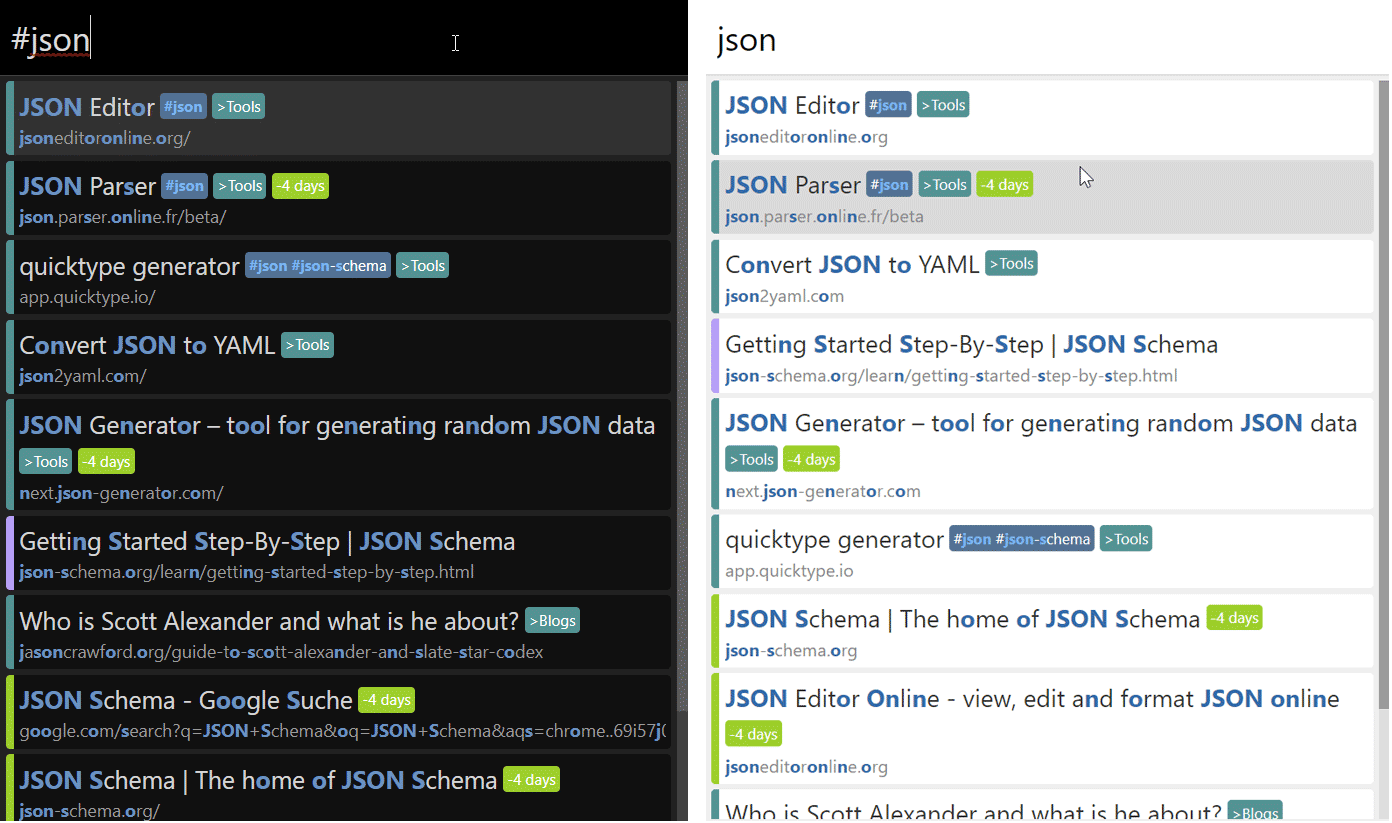 #json
JSON Editor #json >Tools
jsoneditoronline.org/
JSON Parser #json >Tools -4 days
json.parser.online.fr/beta/
quicktype generator #json #json-schema >Tools
app.quicktype.io/
Convert JSON to YAML >Tools
json2yaml.com/
JSON Generator – tool for generating random JSON data
>Tools -4 days
next.json-generator.com/
Getting Started Step-By-Step | JSON Schema
json-schema.org/learn/getting-started-step-by-step.html
Who is Scott Alexander and what is he about? >Blogs
jasoncrawford.org/guide-to-scott-alexander-and-slate-star-codex
JSON Schema - Google Suche -4 days
google.com/search?q=JSON+Schema&oq=JSON+Schema&aqs=chrome..69i57j0
JSON Schema | The home of JSON Schema -4 days
json-schema.org/
json
JSON Editor #json >Tools
jsoneditoronline.org
JSON Parser #json >Tools -4 days
json.parser.online.fr/beta
Convert JSON to YAML >Tools
json2yaml.com
Getting Started Step-By-Step | JSON Schema
json-schema.org/learn/getting-started-step-by-step.html
JSON Generator – tool for generating random JSON data
>Tools -4 days
next.json-generator.com
quicktype generator #json #json-schema >Tools
app.quicktype.io
JSON Schema | The home of JSON Schema -4 days
json-schema.org
JSON Editor Online - view, edit and format JSON online
-4 days
jsoneditoronline.org
Who is Scott Alexander and what is he about? >Blogs